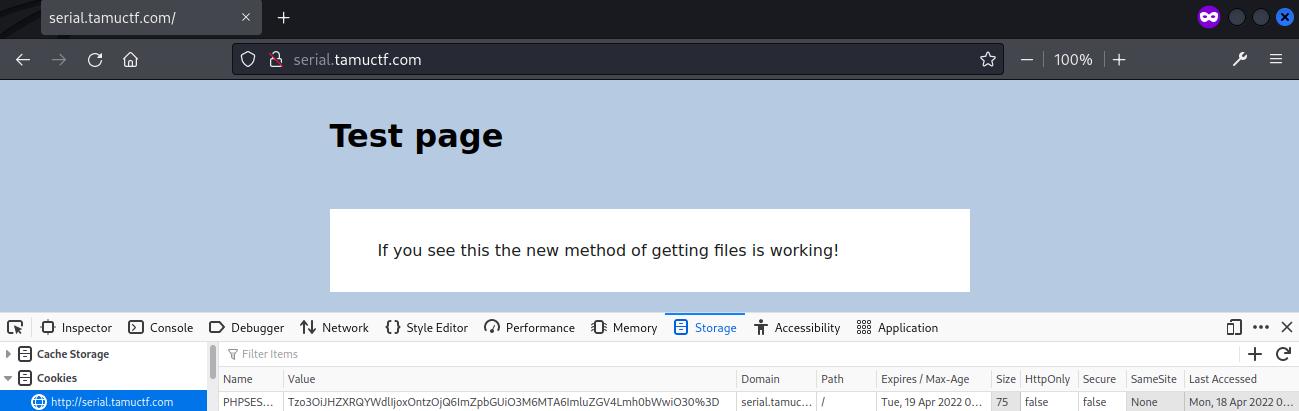 serial.tamuctf.com/
serial.tamuctf.com 100%
Test page
If you see this the new method of getting files is working!
Inspector Console Debugger Network Style Editor Performance Memory Storage Accessibility Application
Cache Storage Filter Items
Cookies Name Value Domain Path Expires / Max-Age Size HttpOnly Secure SameSite Last Accessed
http://serial.tamuctf.com PHPSES... Tzo3OiJHZXRQYWdlIjoxOntzOjQ6ImZpbGUiO3M6MTA6ImluZGV4Lmh0bWwiO30%3D serial.tamuc... / Tue, 19 Apr 2022 0... 75 false false None Mon, 18 Apr 2022 0...